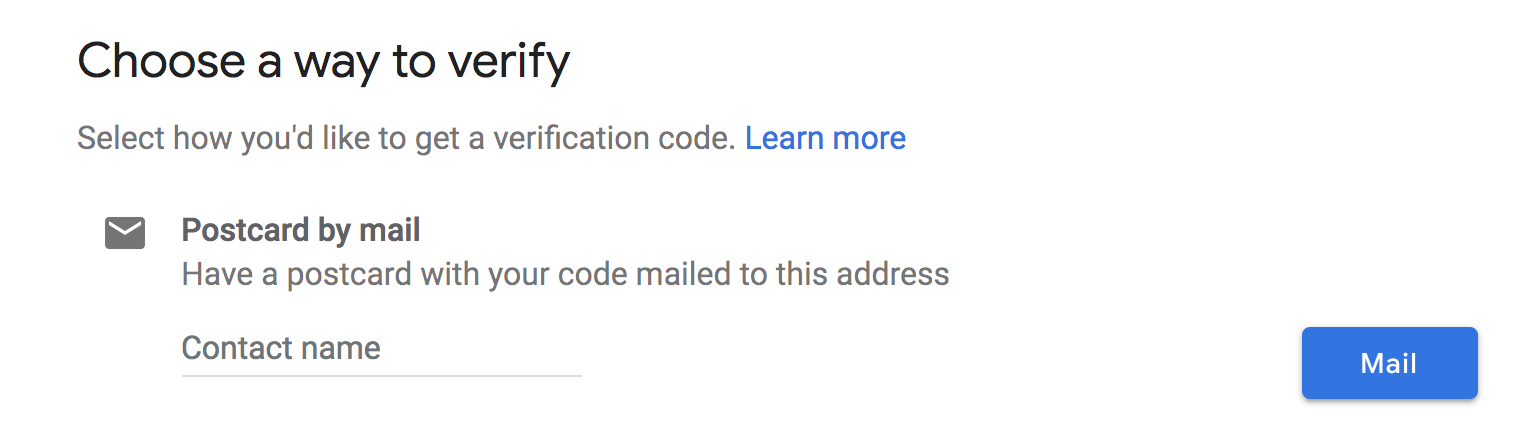 Choose a way to verify
Select how you'd like to get a verification code. Learn more
Postcard by mail
Have a postcard with your code mailed to this address
Contact name
Mail